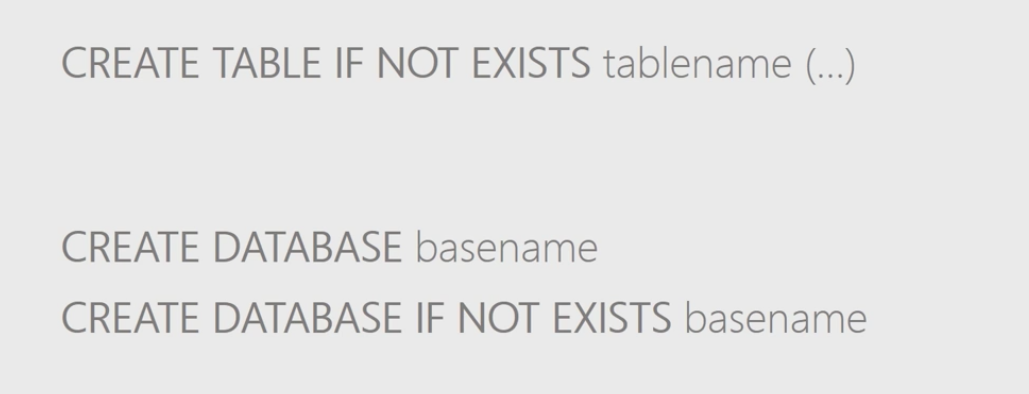 CREATE TABLE IF NOT EXISTS tablename (...)
CREATE DATABASE basename
CREATE DATABASE IF NOT EXISTS basename